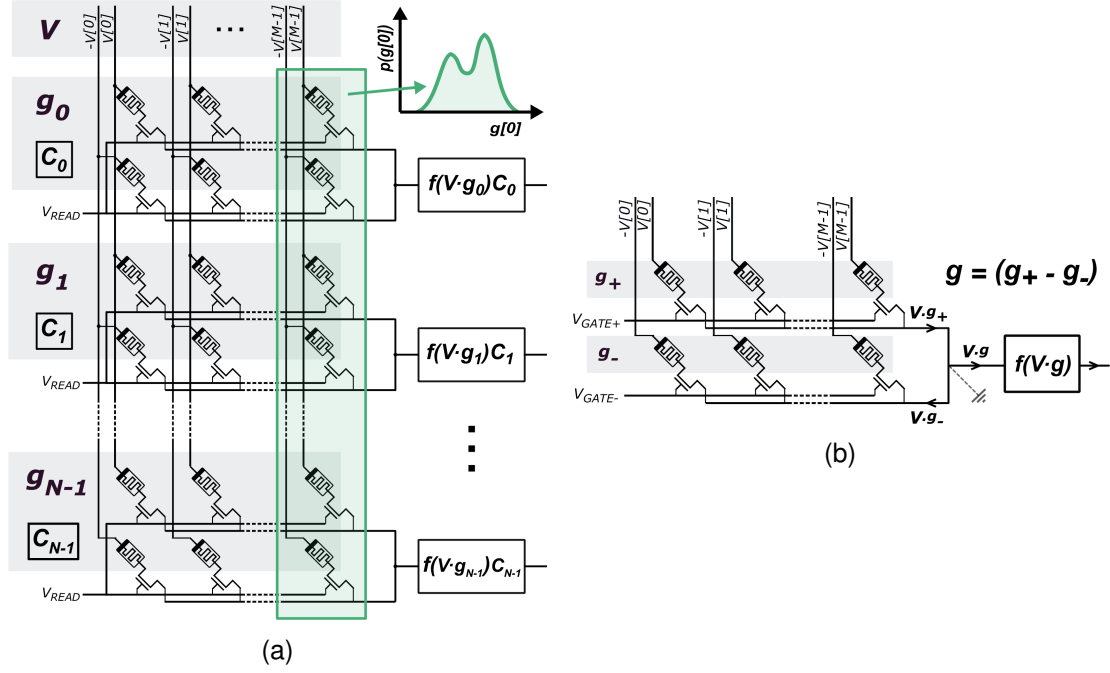 V
-V[0]
V[0]
-V[1]
V[1]
...
-V[M-1]
V[M-1]
p(g[0])
g[0]
g0
C0
VREAD
f(V·g0)C0
g1
C1
VREAD
f(V·g1)C1
gN-1
CN-1
VREAD
f(V·gN-1)CN-1
(a)
-V[0]
V[0]
-V[1]
V[1]
-V[M-1]
V[M-1]
g+
g = (g+ - g-)
VGATE+
V·g+
g-
V·g
f(V·g)
VGATE-
V·g-
(b)